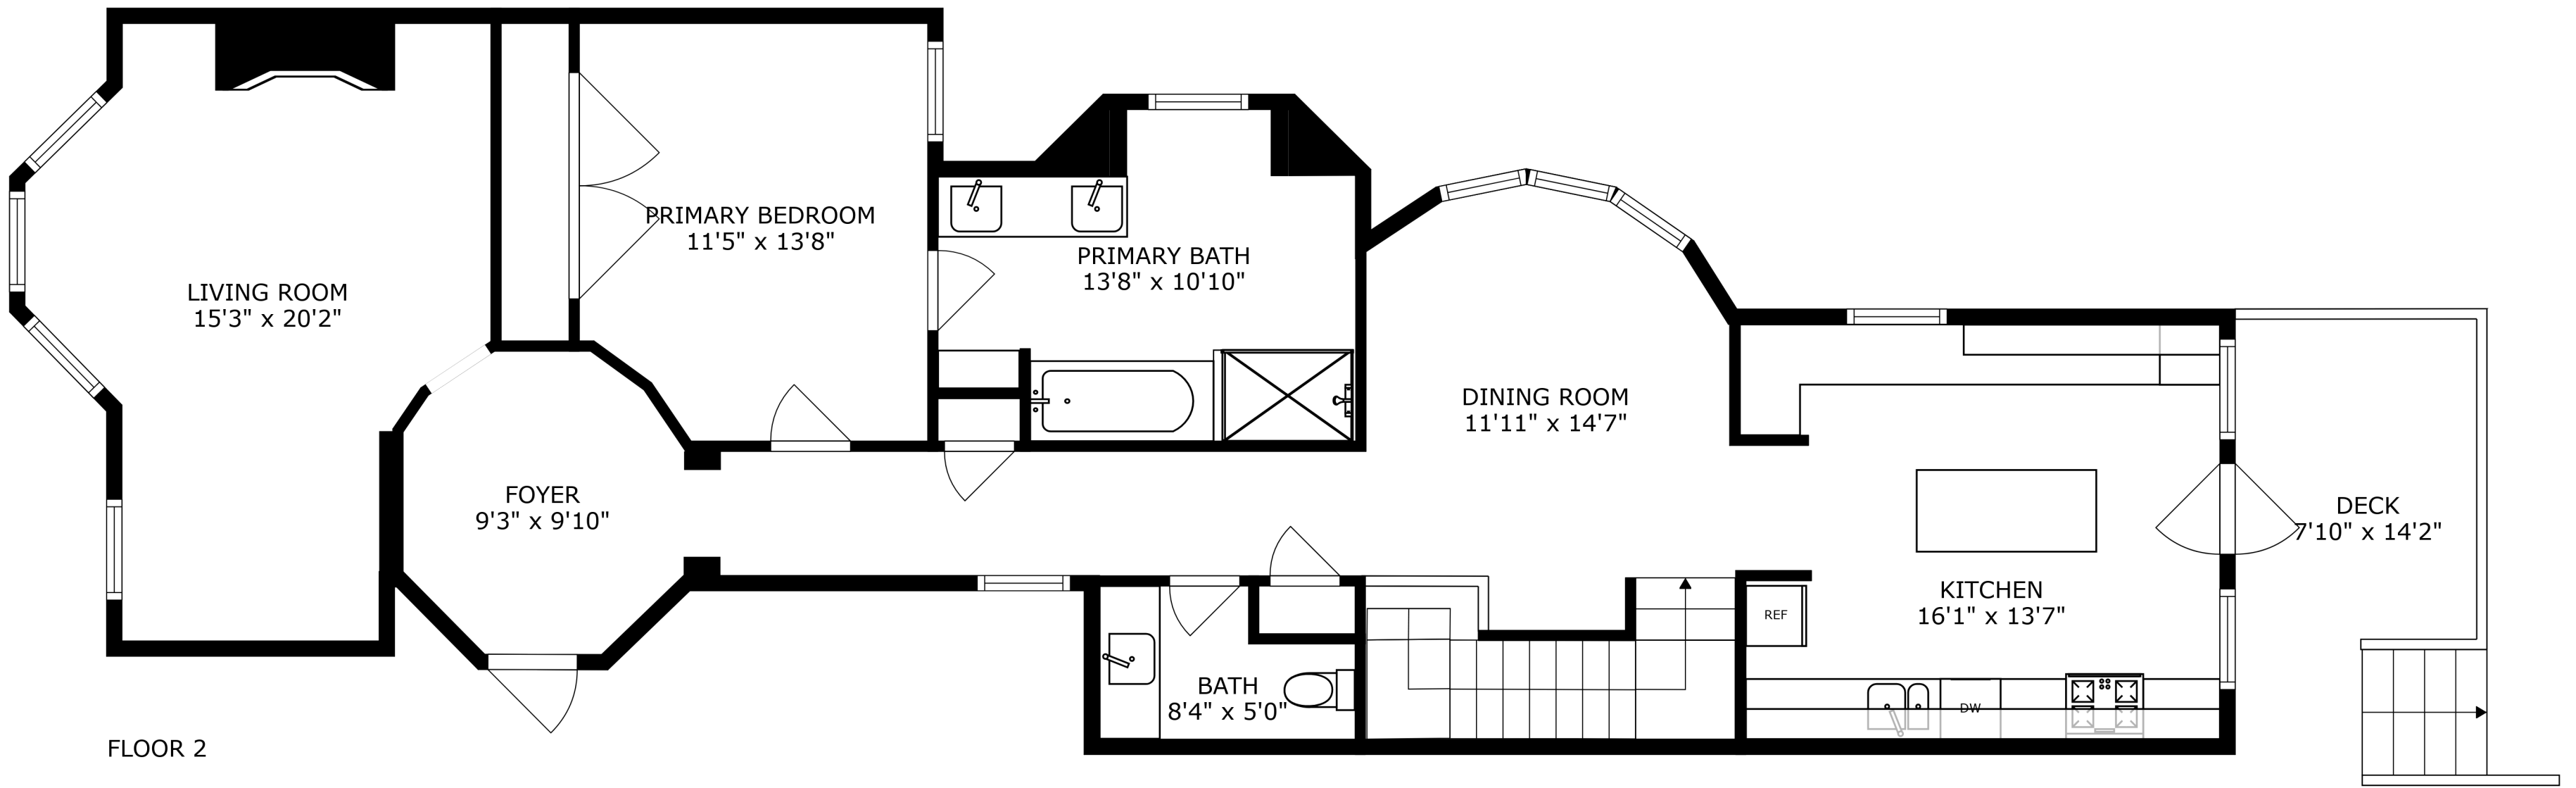 PRIMARY BEDROOM
11'5" x 13'8"
PRIMARY BATH
13'8" x 10'10"
LIVING ROOM
15'3" x 20'2"
DINING ROOM
11'11" x 14'7"
FOYER
9'3" x 9'10"
DECK
7'10" x 14'2"
KITCHEN
16'1" x 13'7"
REF
BATH
8'4" x 5'0"
DW
FLOOR 2